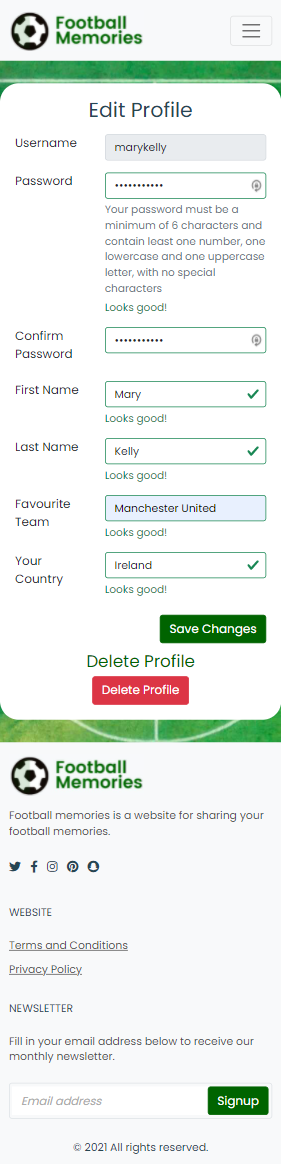 Football
Memories
Edit Profile
Username
marykelly
Password
•••••••••••
Your password must be a
minimum of 6 characters and
contain least one number, one
lowercase and one uppercase
letter, with no special
characters
Looks good!
Confirm
Password
•••••••••••
First Name
Mary
Looks good!
Last Name
Kelly
Looks good!
Favourite
Team
Manchester United
Looks good!
Your
Country
Ireland
Looks good!
Save Changes
Delete Profile
Delete Profile
Football
Memories
Football memories is a website for sharing your
football memories.
WEBSITE
Terms and Conditions
Privacy Policy
NEWSLETTER
Fill in your email address below to receive our
monthly newsletter.
Email address
Signup
© 2021 All rights reserved.